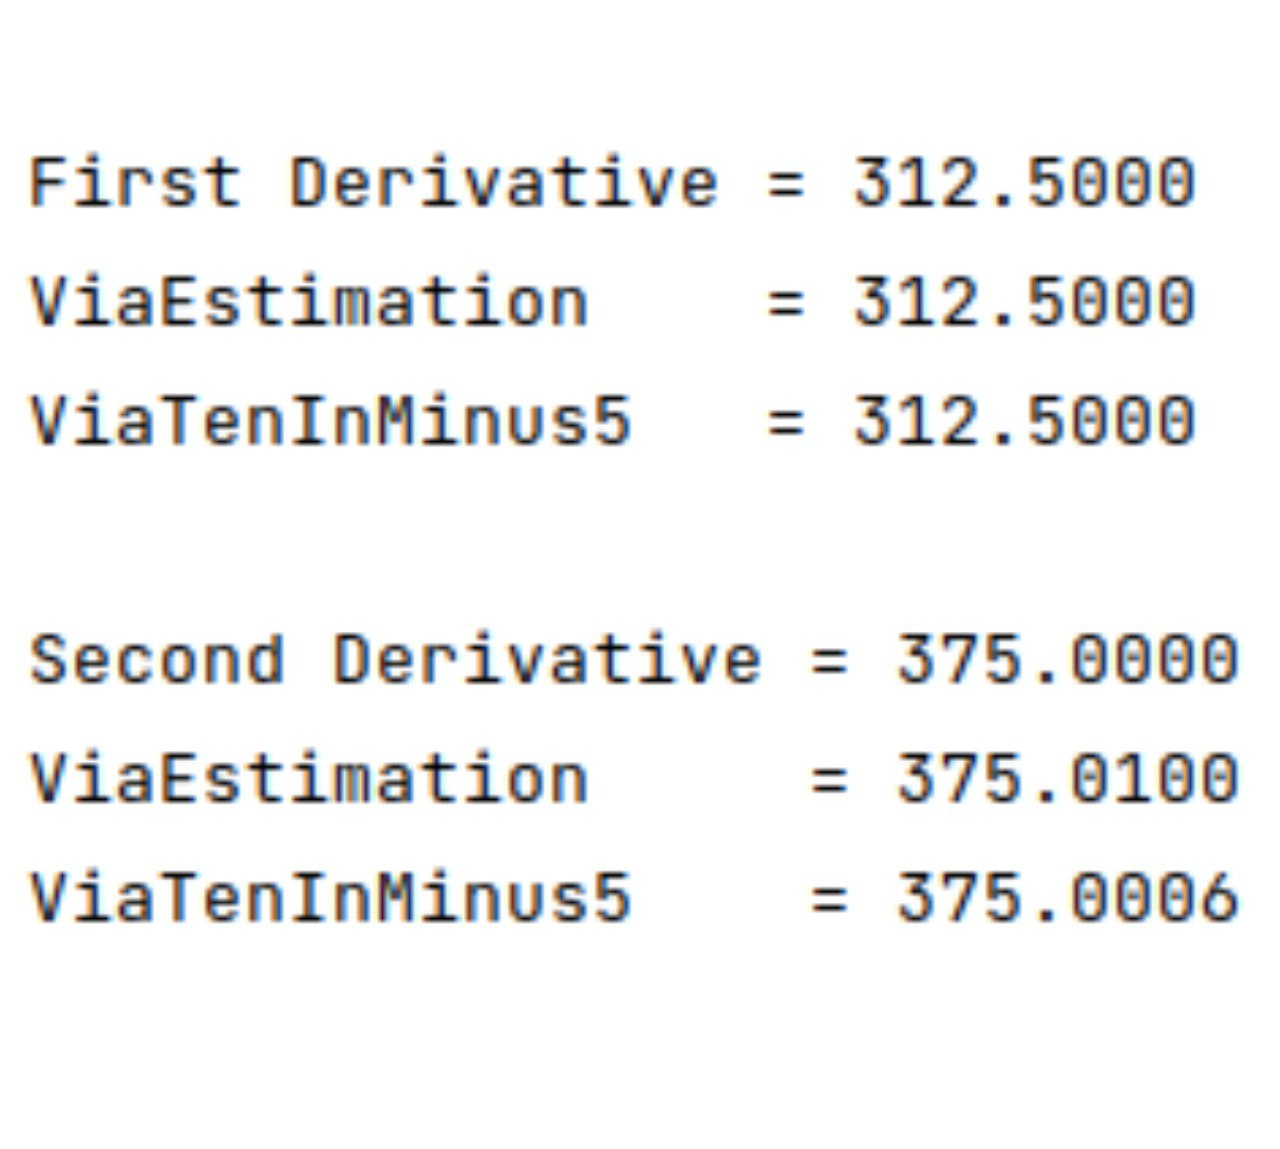 First Derivative = 312.5000
ViaEstimation    = 312.5000
ViaTenInMinus5   = 312.5000
Second Derivative = 375.0000
ViaEstimation     = 375.0100
ViaTenInMinus5    = 375.0006